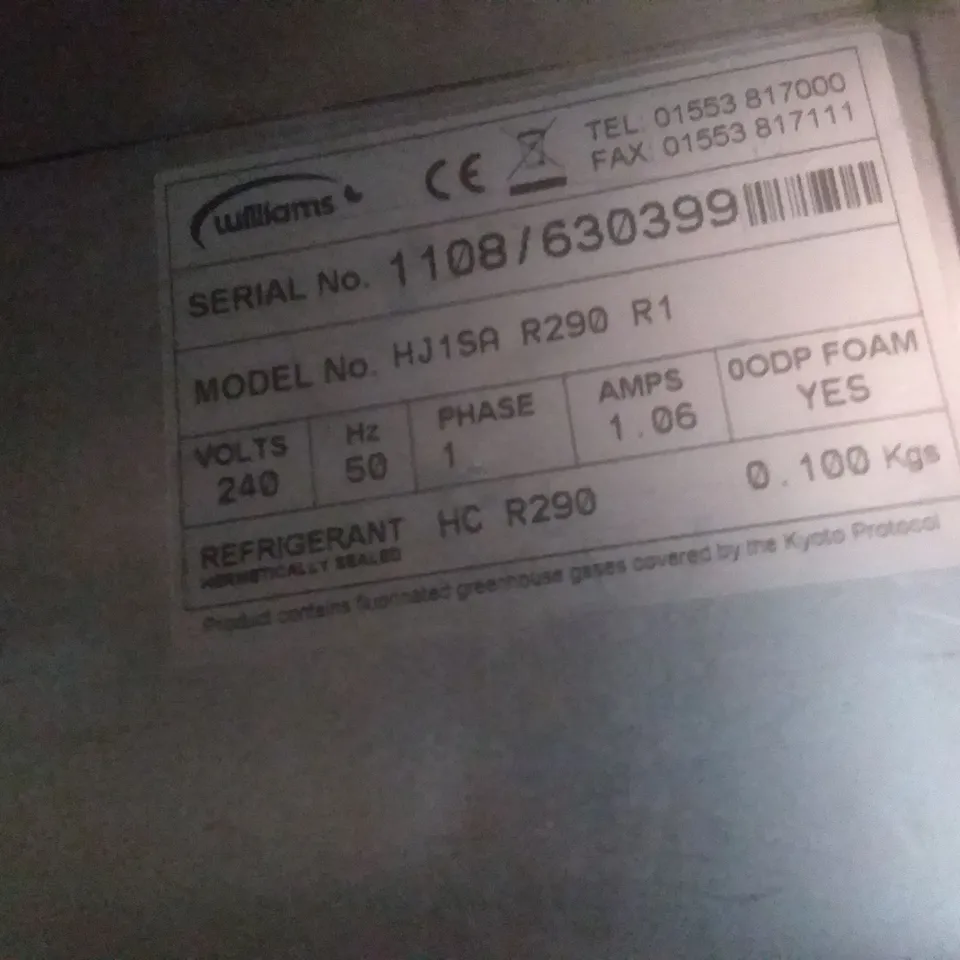 williams
CE
TEL: 01553 817000
FAX: 01553 817111
SERIAL No. 1108/630399
MODEL No. HJ1SA R290 R1
VOLTS Hz PHASE AMPS 0ODP FOAM
240 50 1 1.06 YES
REFRIGERANT HC R290 0.100 Kgs
HERMETICALLY SEALED
Product contains fluorinated greenhouse gases covered by the Kyoto Protocol